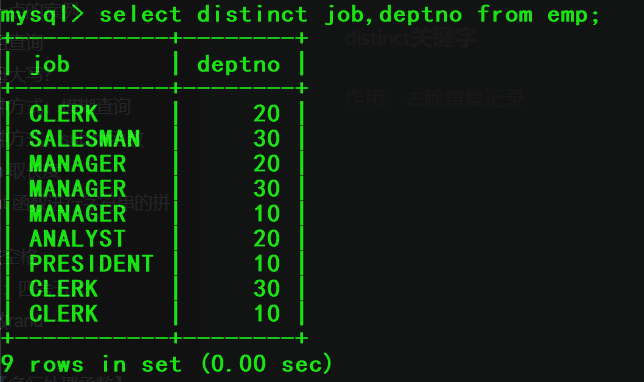 mysql> select distinct job,deptno from emp;
+-----------+--------+
| job       | deptno |
+-----------+--------+
| CLERK     |     20 |
| SALESMAN  |     30 |
| MANAGER   |     20 |
| MANAGER   |     30 |
| MANAGER   |     10 |
| ANALYST   |     20 |
| PRESIDENT |     10 |
| CLERK     |     30 |
| CLERK     |     10 |
+-----------+--------+
9 rows in set (0.00 sec)
distinct关键字
作用： 去除重复记录